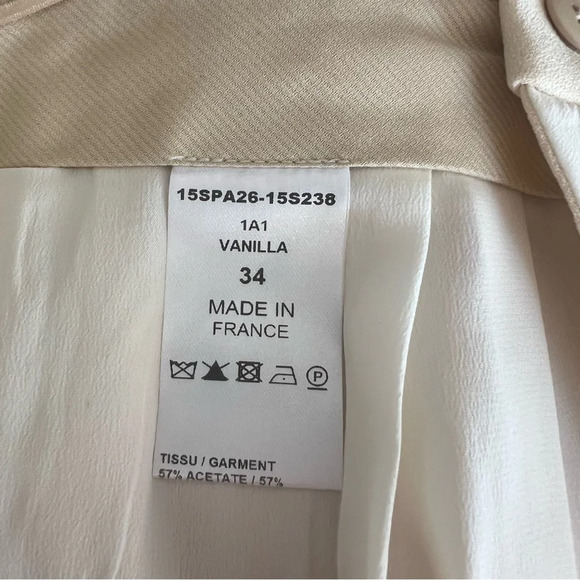 15SPA26-15S238
1A1
VANILLA
34
MADE IN
FRANCE
P
TISSU / GARMENT
57% ACETATE / 57%